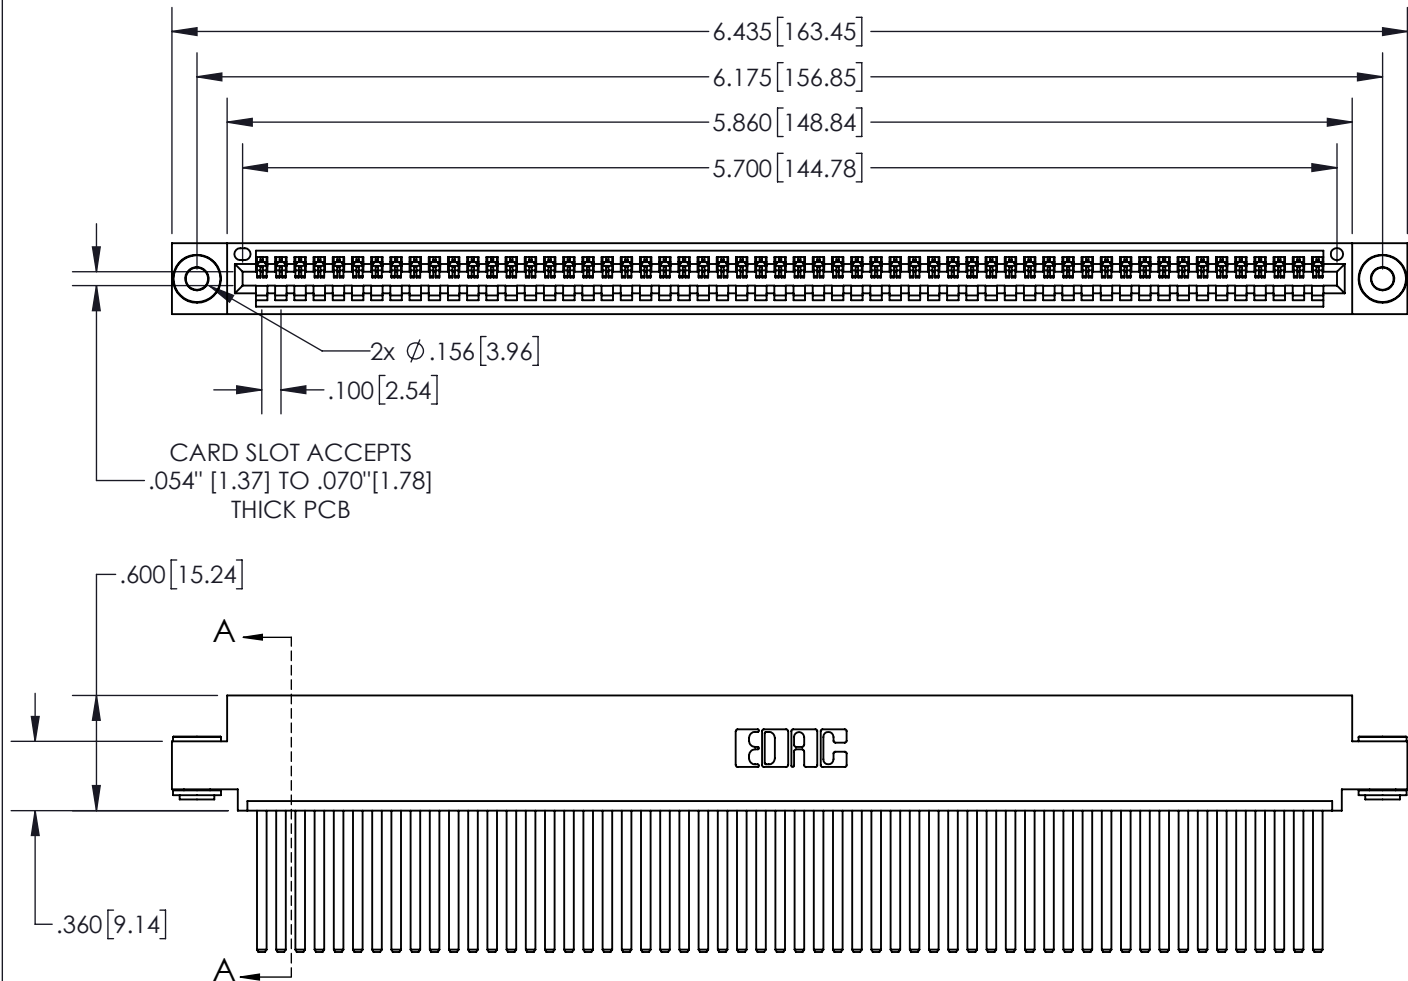 6.435[163.45]
6.175[156.85]
5.860[148.84]
5.700[144.78]
2x Ø.156[3.96]
.100[2.54]
CARD SLOT ACCEPTS
.054" [1.37] TO .070"[1.78]
THICK PCB
.600[15.24]
A
EDAC
.360[9.14]
A